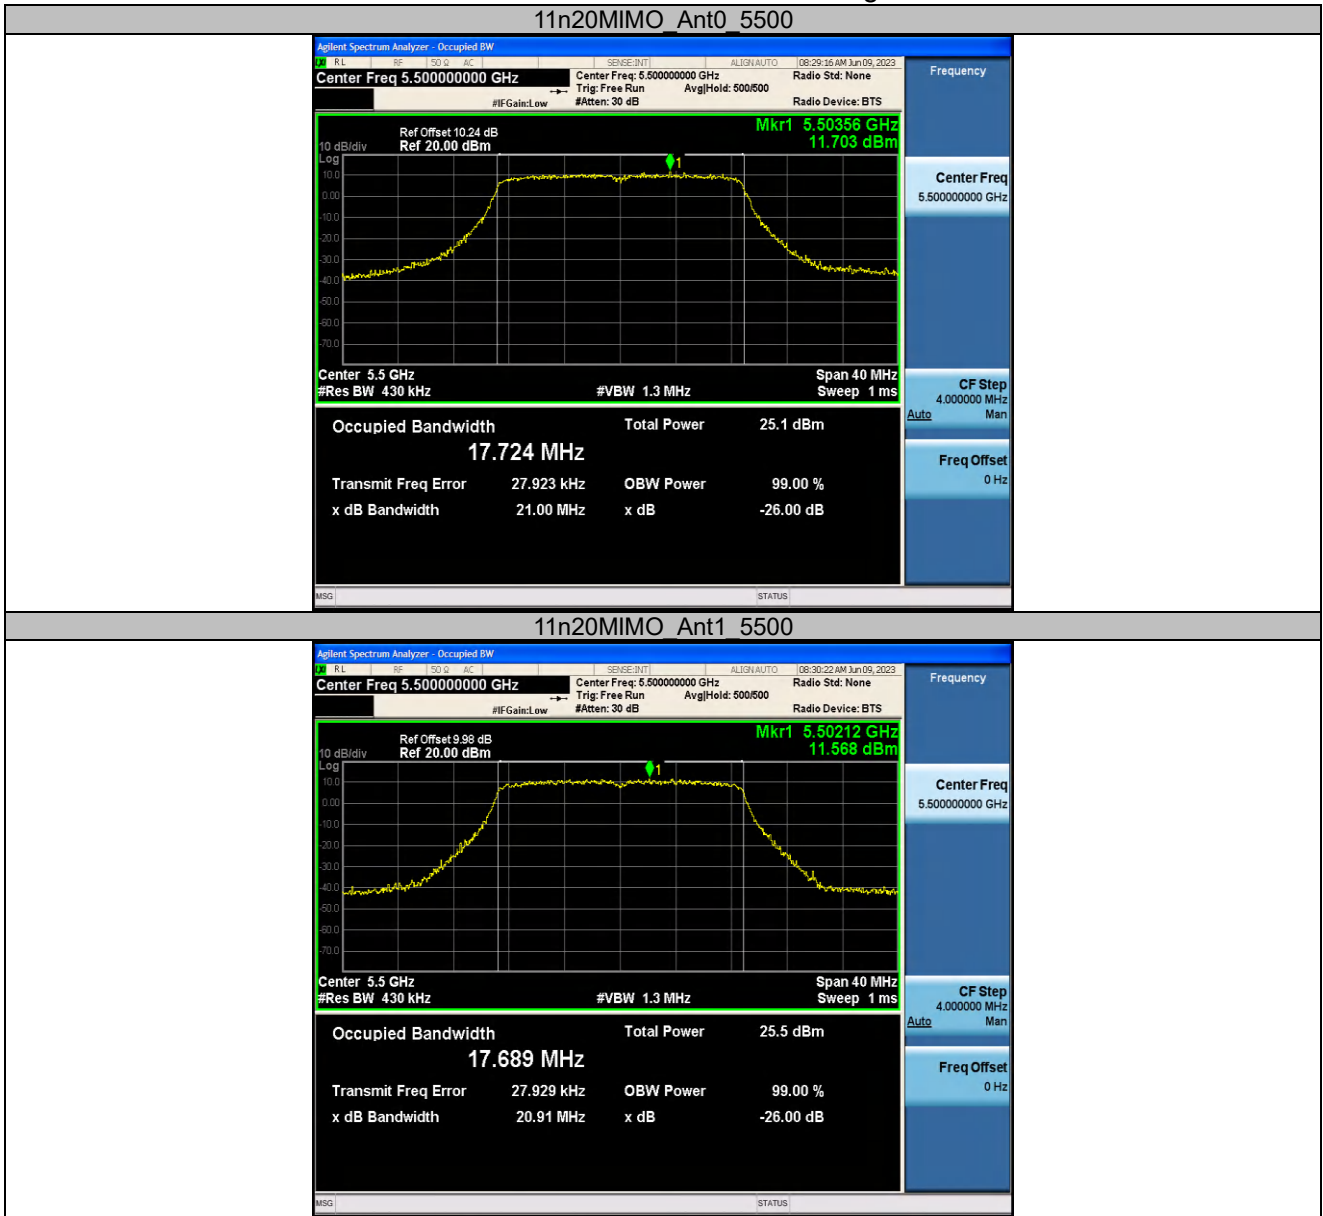 11n20MIMO_Ant0_5500
Agilent Spectrum Analyzer - Occupied BW
RL RF 50 Ω AC SENSE:INT ALIGN AUTO 08:29:16 AM Jun 09, 2023
Center Freq 5.500000000 GHz
Center Freq: 5.500000000 GHz
Radio Std: None
Trig: Free Run Avg|Hold: 500/500
#IFGain:Low #Atten: 30 dB Radio Device: BTS
Frequency
Mkr1 5.50356 GHz
11.703 dBm
Ref Offset 10.24 dB
10 dB/div Ref 20.00 dBm
Log
1
10.0
0.00
-10.0
-20.0
-30.0
-40.0
-50.0
-60.0
-70.0
Center 5.5 GHz Span 40 MHz
#Res BW 430 kHz #VBW 1.3 MHz Sweep 1 ms
Occupied Bandwidth Total Power 25.1 dBm
17.724 MHz
Transmit Freq Error 27.923 kHz OBW Power 99.00 %
x dB Bandwidth 21.00 MHz x dB -26.00 dB
Center Freq
5.500000000 GHz
CF Step
4.000000 MHz
Auto Man
Freq Offset
0 Hz
MSG STATUS
11n20MIMO_Ant1_5500
Agilent Spectrum Analyzer - Occupied BW
RL RF 50 Ω AC SENSE:INT ALIGN AUTO 08:30:22 AM Jun 09, 2023
Center Freq 5.500000000 GHz
Center Freq: 5.500000000 GHz
Radio Std: None
Trig: Free Run Avg|Hold: 500/500
#IFGain:Low #Atten: 30 dB Radio Device: BTS
Frequency
Mkr1 5.50212 GHz
11.568 dBm
Ref Offset 9.98 dB
10 dB/div Ref 20.00 dBm
Log
1
10.0
0.00
-10.0
-20.0
-30.0
-40.0
-50.0
-60.0
-70.0
Center 5.5 GHz Span 40 MHz
#Res BW 430 kHz #VBW 1.3 MHz Sweep 1 ms
Occupied Bandwidth Total Power 25.5 dBm
17.689 MHz
Transmit Freq Error 27.929 kHz OBW Power 99.00 %
x dB Bandwidth 20.91 MHz x dB -26.00 dB
Center Freq
5.500000000 GHz
CF Step
4.000000 MHz
Auto Man
Freq Offset
0 Hz
MSG STATUS